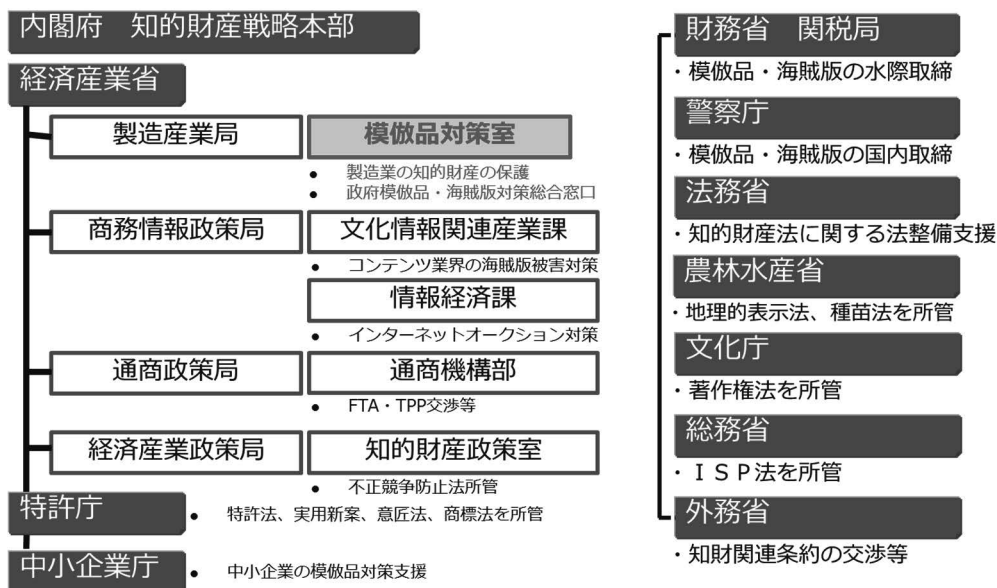 内閣府　知的財産戦略本部
経済産業省
製造産業局
模倣品対策室
● 製造業の知的財産の保護
● 政府模倣品・海賊版対策総合窓口
商務情報政策局
文化情報関連産業課
● コンテンツ業界の海賊版被害対策
情報経済課
● インターネットオークション対策
通商政策局
通商機構部
● FTA・TPP交渉等
経済産業政策局
知的財産政策室
● 不正競争防止法所管
特許庁
● 特許法、実用新案、意匠法、商標法を所管
中小企業庁
● 中小企業の模倣品対策支援
財務省　関税局
・模倣品・海賊版の水際取締
警察庁
・模倣品・海賊版の国内取締
法務省
・知的財産法に関する法整備支援
農林水産省
・地理的表示法、種苗法を所管
文化庁
・著作権法を所管
総務省
・ＩＳＰ法を所管
外務省
・知財関連条約の交渉等